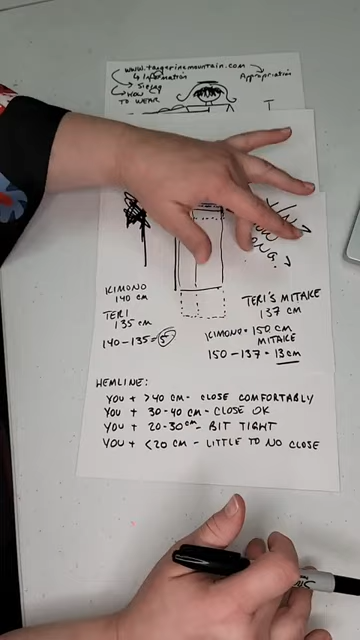 www.tangerinemountain.com
Information
Sizing
How
TO WEAR
Appropriation
KIMONO
140 cm
TERI
135 cm
140-135=5
TERI'S MITAKE
137 cm
KIMONO = 150 cm
MITAKE
150-137=13cm
HEMLINE:
YOU + >40 cm- CLOSE COMFORTABLY
YOU + 30-40 cm- CLOSE OK
YOU + 20-30cm- BIT TIGHT
YOU + <20 cm - LITTLE TO NO CLOSE